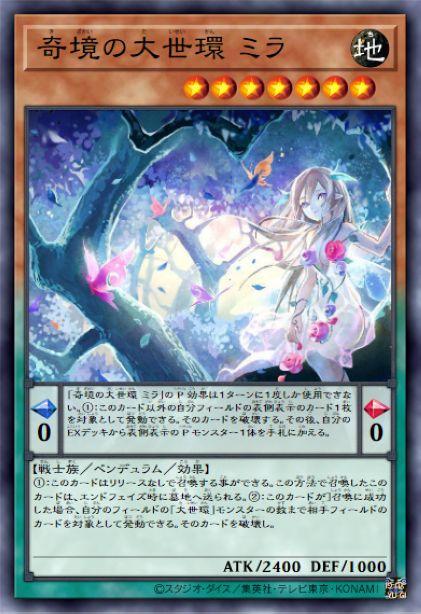 奇境の大世環 ミラ
地
「奇境の大世環 ミラ」のP効果は1ターンに1度しか使用できな
い。①:このカード以外の自分フィールドの表側表示のカード1枚
を対象として発動できる。そのカードを破壊する。その後、自分の
EXデッキから表側表示のPモンスター1体を手札に加える。
0
0
【戦士族/ペンデュラム/効果】
①:このカードはリリースなしで召喚する事ができる。この方法で召喚したこの
カードは、エンドフェイズ時に墓地へ送られる。②:このカードが召喚に成功
した場合、自分のフィールドの「大世環」モンスターの数まで相手フィールドの
カードを対象として発動できる。そのカードを破壊し。
ATK/2400 DEF/1000
©スタジオ・ダイス/集英社・テレビ東京・KONAMI